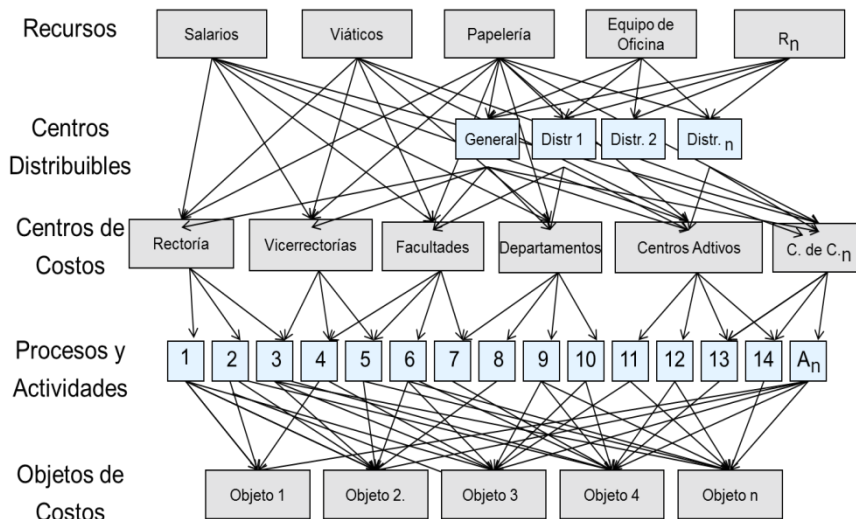 Recursos
Salarios
Viáticos
Papelería
Equipo de
Oficina
Rn
Centros
Distribuibles
General
Distr 1
Distr. 2
Distr. n
Centros de
Costos
Rectoría
Vicerrectorías
Facultades
Departamentos
Centros Adtivos
C. de C.n
Procesos y
Actividades
1
2
3
4
5
6
7
8
9
10
11
12
13
14
An
Objetos de
Costos
Objeto 1
Objeto 2.
Objeto 3
Objeto 4
Objeto n